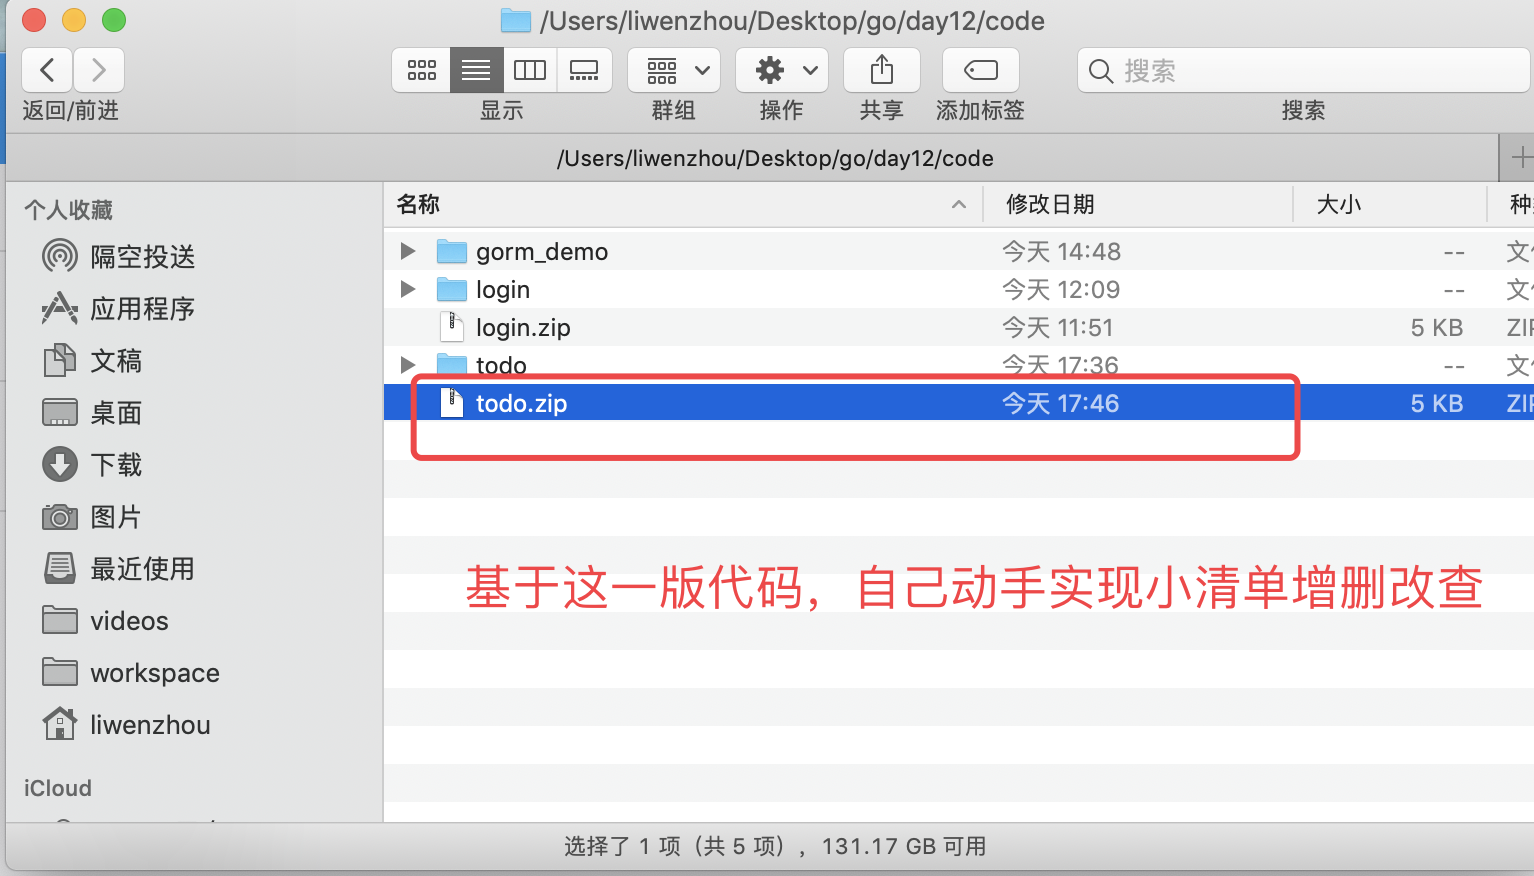 /Users/liwenzhou/Desktop/go/day12/code
返回/前进
显示
群组
操作
共享
添加标签
搜索
搜索
/Users/liwenzhou/Desktop/go/day12/code
个人收藏
隔空投送
应用程序
文稿
桌面
下载
图片
最近使用
videos
workspace
liwenzhou
iCloud
名称 修改日期 大小 种
gorm_demo 今天 14:48 -- 文
login 今天 12:09 -- 文
login.zip 今天 11:51 5 KB ZIP
todo 今天 17:36 -- 文
todo.zip 今天 17:46 5 KB ZIP
基于这一版代码，自己动手实现小清单增删改查
选择了 1 项（共 5 项），131.17 GB 可用